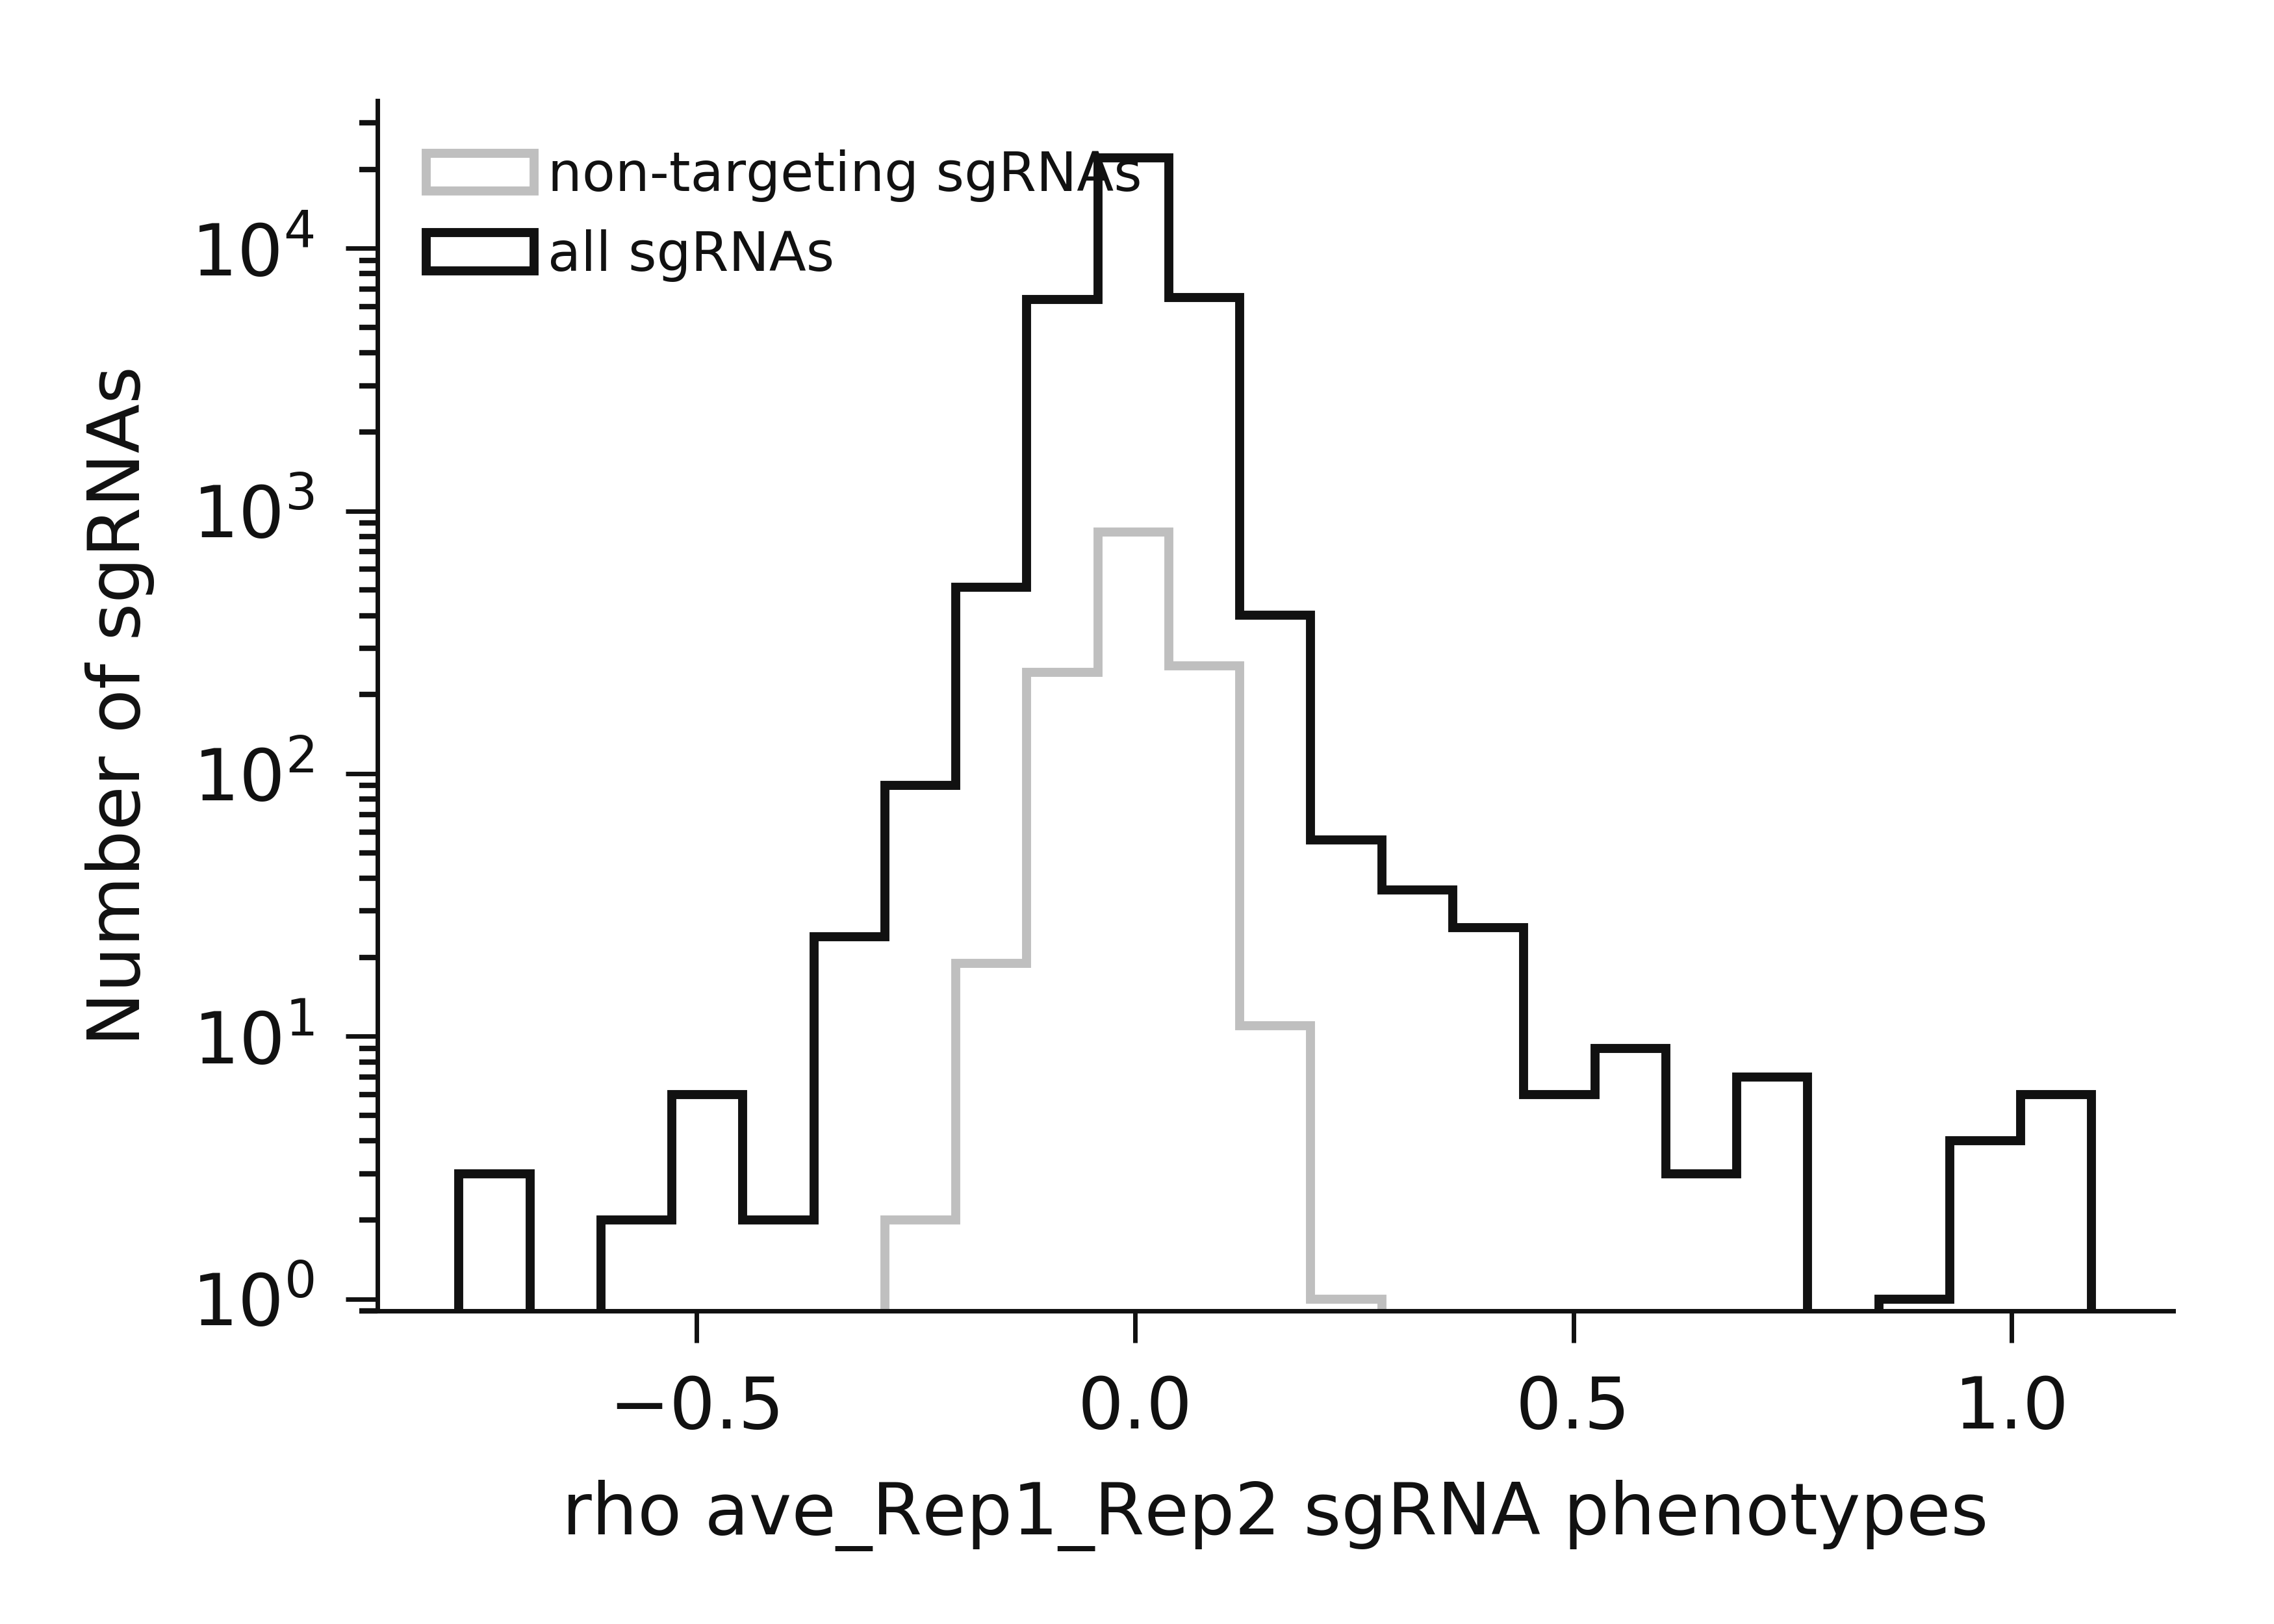 non-targeting sgRNAs
all sgRNAs
Number of sgRNAs
10⁴
10³
10²
10¹
10⁰
−0.5 0.0 0.5 1.0
rho ave_Rep1_Rep2 sgRNA phenotypes